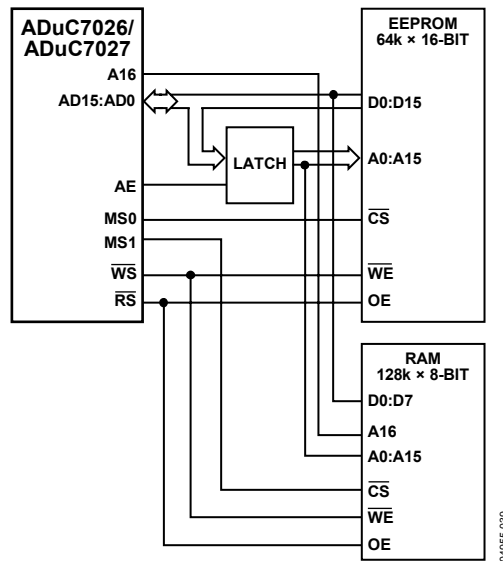 ADuC7026/
ADuC7027
A16
AD15:AD0
AE
MS0
MS1
WS
RS
LATCH
EEPROM
64k × 16-BIT
D0:D15
A0:A15
CS
WE
OE
RAM
128k × 8-BIT
D0:D7
A16
A0:A15
CS
WE
OE